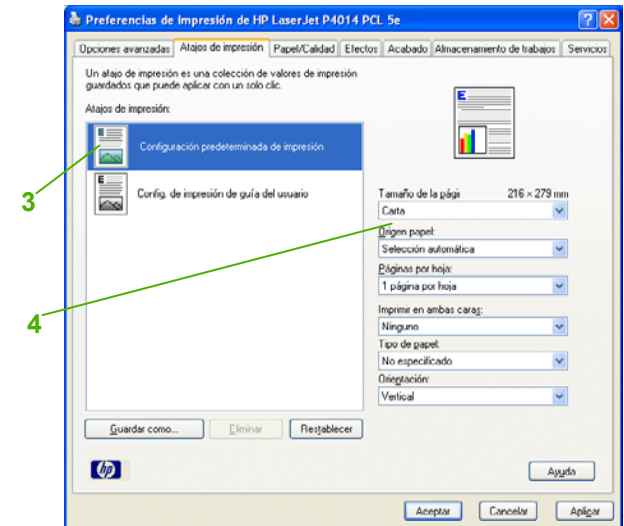 Preferencias de impresión de HP LaserJet P4014 PCL 5e
Opciones avanzadas Atajos de impresión Papel/Calidad Efectos Acabado Almacenamiento de trabajos Servicios
Un atajo de impresión es una colección de valores de impresión
guardados que puede aplicar con un solo clic.
Atajos de impresión:
Configuración predeterminada de impresión
Config. de impresión de guía del usuario
3
4
E
Tamaño de la págir 216 × 279 mm
Carta
Origen papel:
Selección automática
Páginas por hoja:
1 página por hoja
Imprimir en ambas caras:
Ninguno
Tipo de papel:
No especificado
Orientación:
Vertical
Guardar como... Eliminar Restablecer
hp
Ayuda
Aceptar Cancelar Aplicar